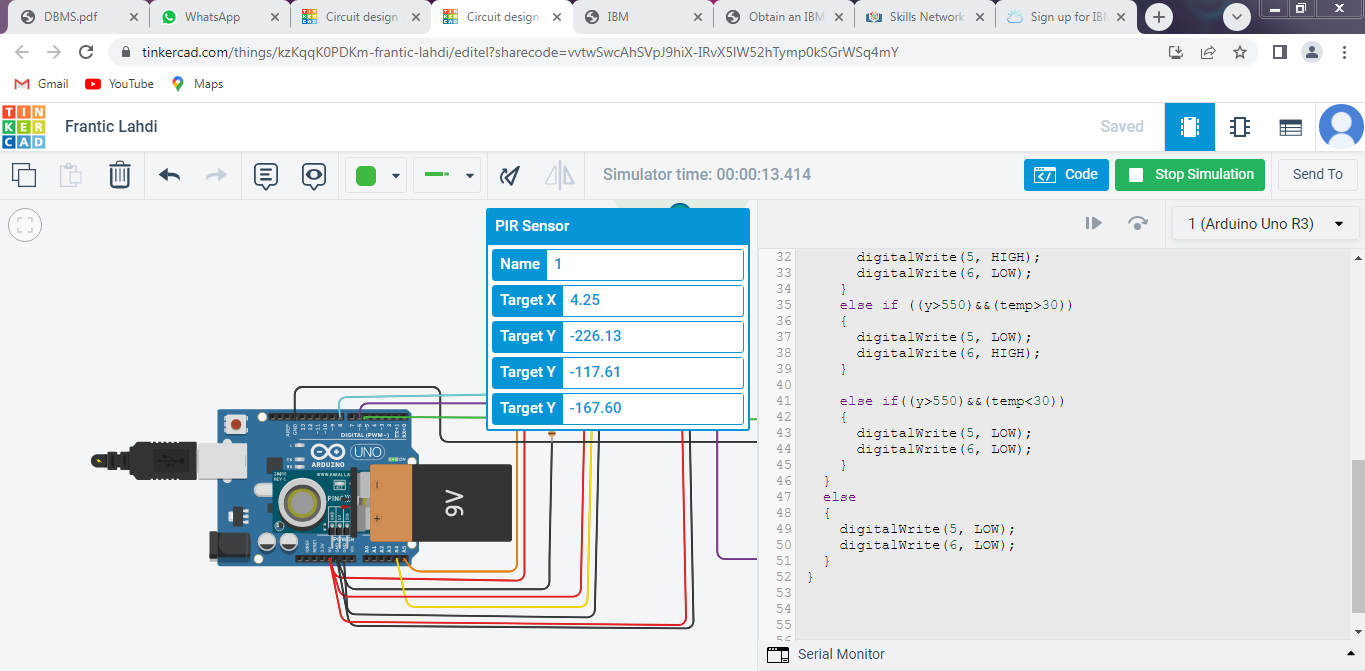 DBMS.pdf
WhatsApp
Circuit design
Circuit design
IBM
Obtain an IBM
Skills Network
Sign up for IBM
tinkercad.com/things/kzKqqK0PDKm-frantic-lahdi/editel?sharecode=vvtwSwcAhSVpJ9hiX-IRvX5lW52hTymp0kSGrWSq4mY
Gmail
YouTube
Maps
TIN
KER
CAD
Frantic Lahdi
Saved
Simulator time: 00:00:13.414
Code
Stop Simulation
Send To
1 (Arduino Uno R3)
PIR Sensor
Name 1
Target X 4.25
Target Y -226.13
Target Y -117.61
Target Y -167.60
DIGITAL (PWM ~)
UNO
ARDUINO
ON
9V
32 digitalWrite(5, HIGH);
33 digitalWrite(6, LOW);
34 }
35 else if ((y>550)&&(temp>30))
36 {
37 digitalWrite(5, LOW);
38 digitalWrite(6, HIGH);
39 }
40
41 else if((y>550)&&(temp<30))
42 {
43 digitalWrite(5, LOW);
44 digitalWrite(6, LOW);
45 }
46 }
47 else
48 {
49 digitalWrite(5, LOW);
50 digitalWrite(6, LOW);
51 }
52 }
53
54
55
56
Serial Monitor